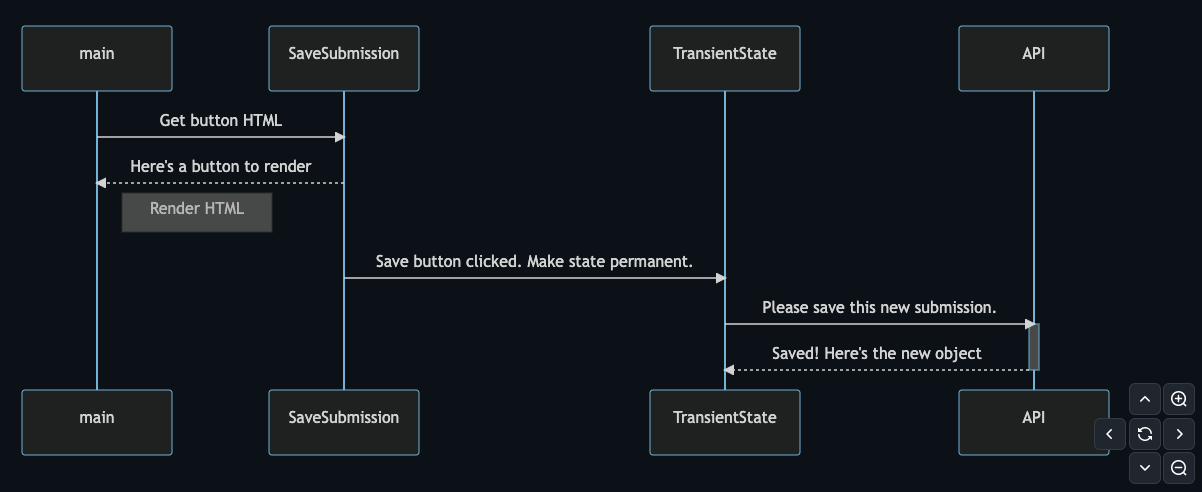 main
SaveSubmission
TransientState
API
Get button HTML
Here's a button to render
Render HTML
Save button clicked. Make state permanent.
Please save this new submission.
Saved! Here's the new object
main
SaveSubmission
TransientState
API